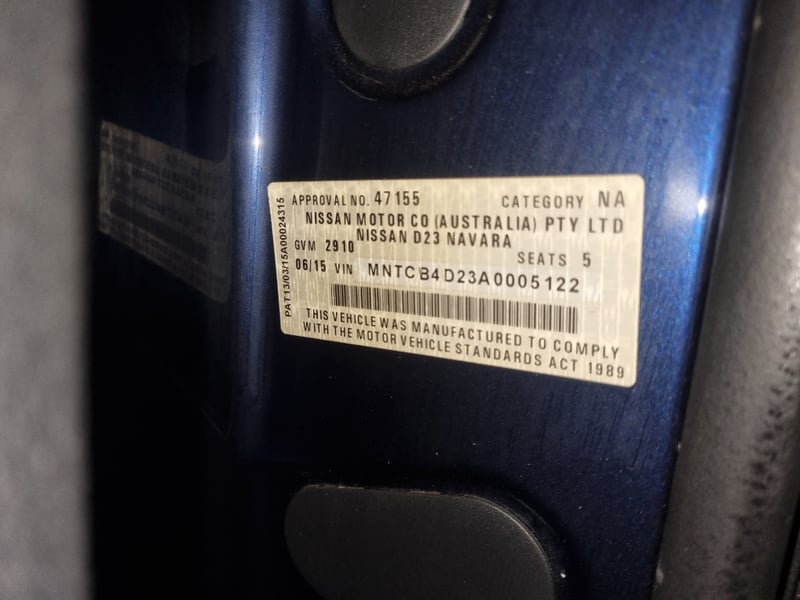 APPROVAL NO. 47155 CATEGORY NA
NISSAN MOTOR CO (AUSTRALIA) PTY LTD
NISSAN D23 NAVARA
GVM 2910 SEATS 5
06/15 VIN MNTCB4D23A0005122
THIS VEHICLE WAS MANUFACTURED TO COMPLY
WITH THE MOTOR VEHICLE STANDARDS ACT 1989
PAT13/03/15A00024315